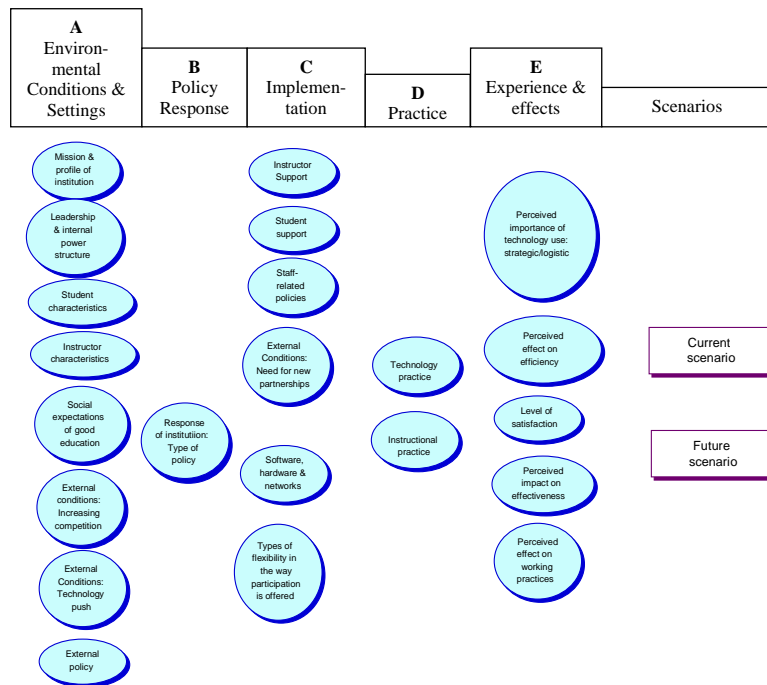 A
Environ-
mental
Conditions &
Settings
B
Policy
Response
C
Implemen-
tation
D
Practice
E
Experience &
effects
Scenarios
Mission &
profile of
institution
Leadership
& internal
power
structure
Student
characteristics
Instructor
characteristics
Social
expectations
of good
education
External
conditions:
Increasing
competition
External
Conditions:
Technology
push
External
policy
Response
of institutiion:
Type of
policy
Instructor
Support
Student
support
Staff-
related
policies
External
Conditions:
Need for new
partnerships
Software,
hardware &
networks
Types of
flexibility in
the way
participation
is offered
Technology
practice
Instructional
practice
Perceived
importance of
technology use:
strategic/logistic
Perceived
effect on
efficiency
Level of
satisfaction
Perceived
impact on
effectiveness
Perceived
effect on
working
practices
Current
scenario
Future
scenario